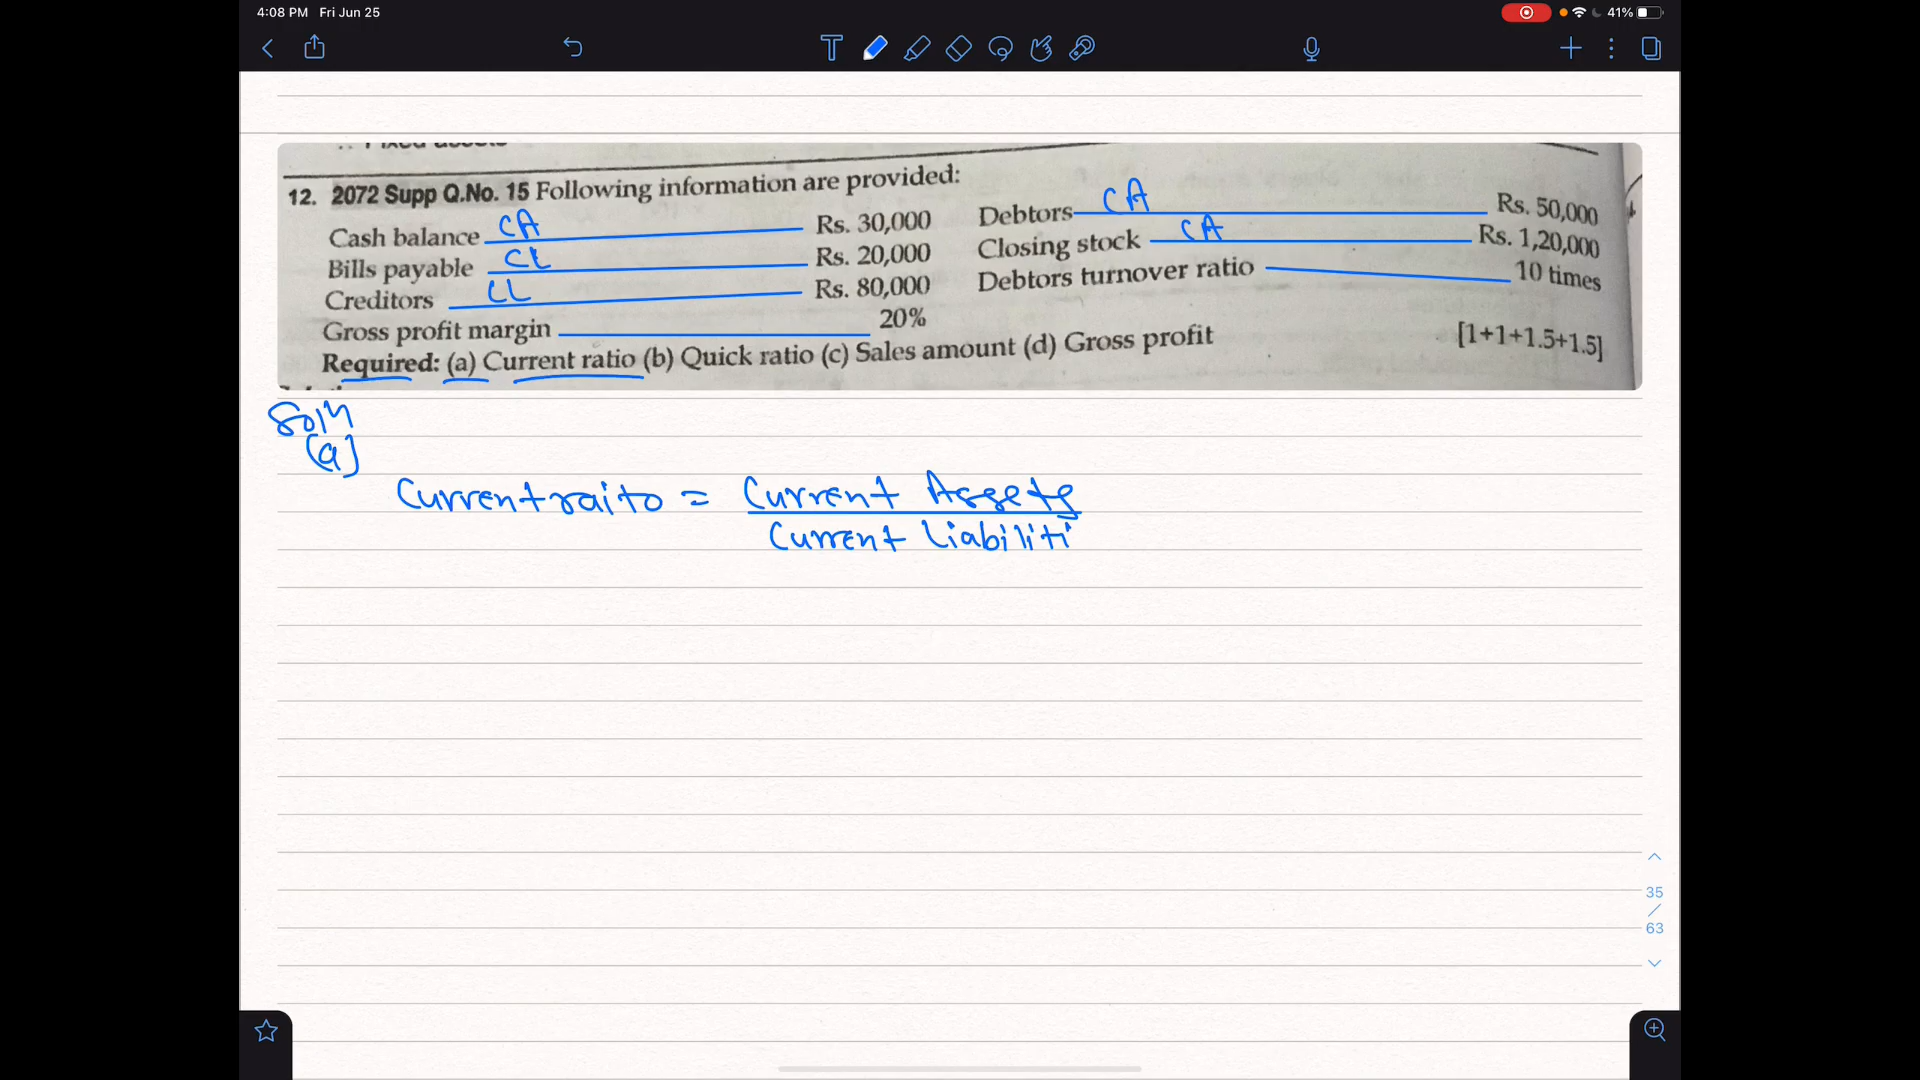 4:08 PM Fri Jun 25
41%
12. 2072 Supp Q.No. 15 Following information are provided:
Cash balance CA Rs. 30,000 Debtors CA Rs. 50,000
Bills payable CL Rs. 20,000 Closing stock CA Rs. 1,20,000
Creditors CL Rs. 80,000 Debtors turnover ratio 10 times
Gross profit margin 20%
Required: (a) Current ratio (b) Quick ratio (c) Sales amount (d) Gross profit [1+1+1.5+1.5]
Soln
(a)
Current raito = Current Assets
Current Liabiliti
35
/
63